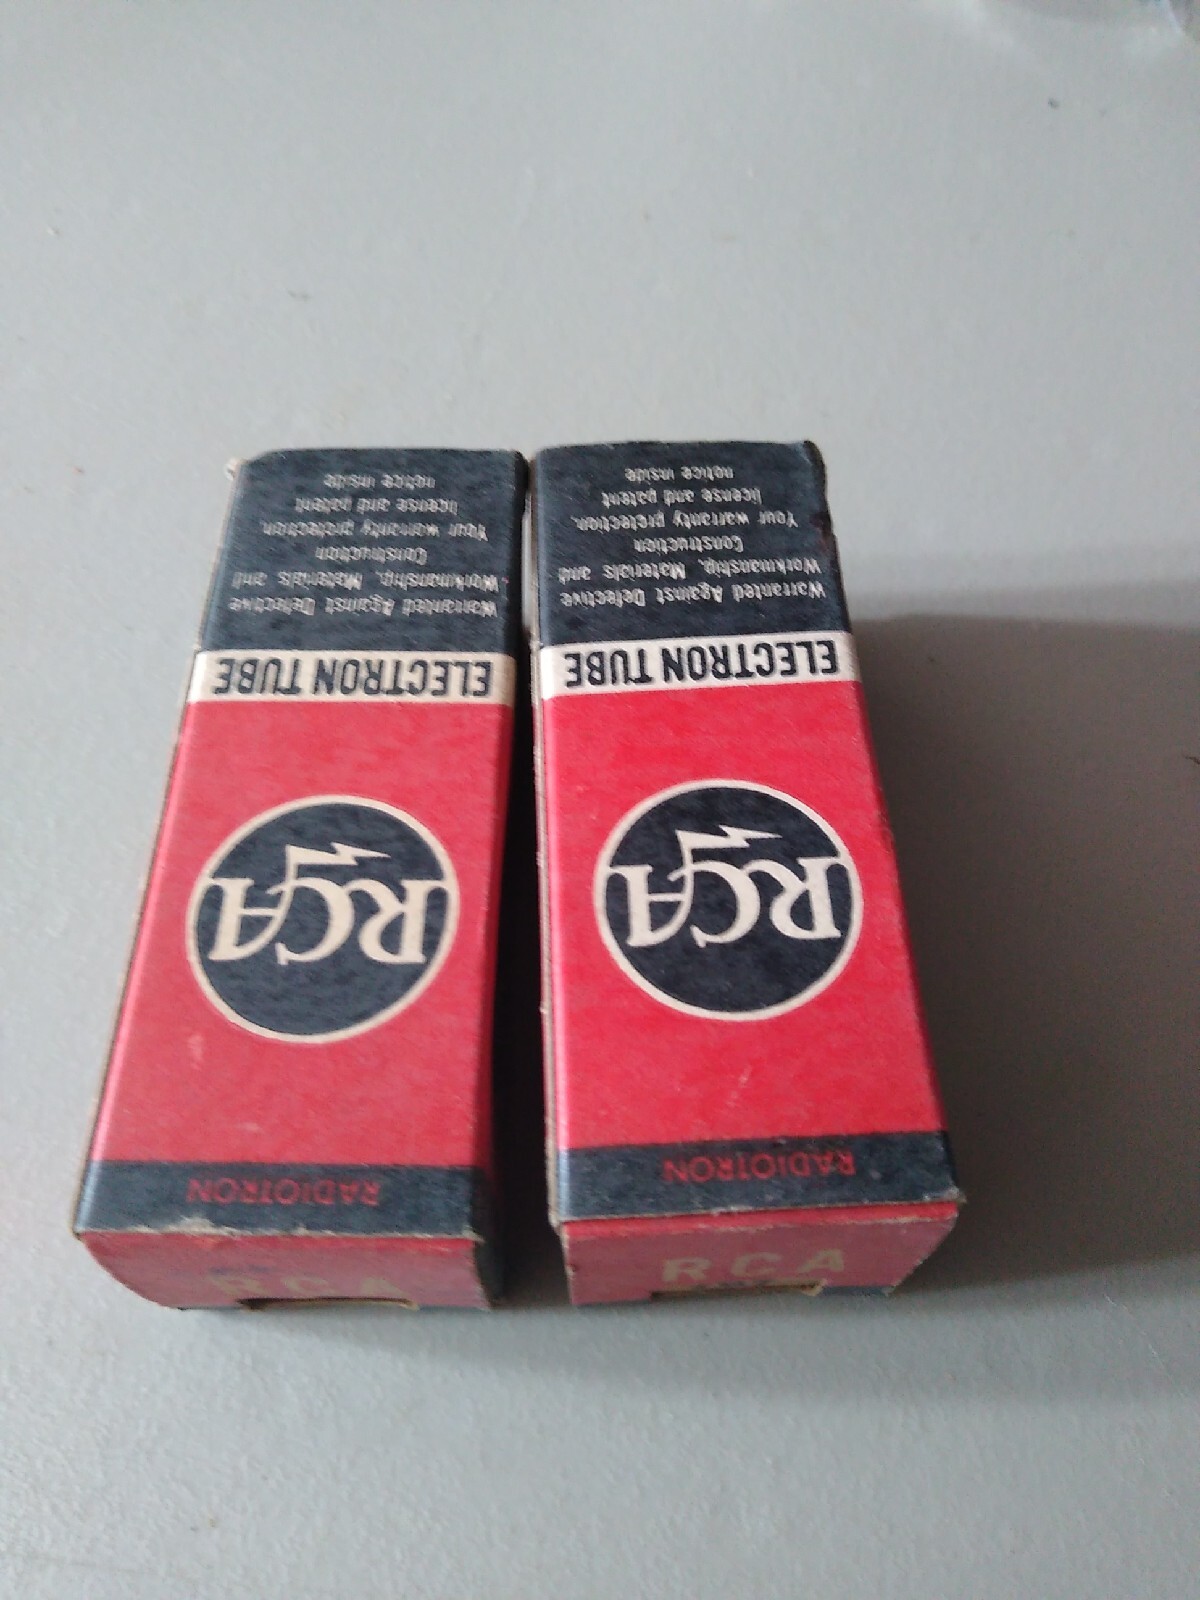 RADIOTRON
RCA
ELECTRON TUBE
Warranted Against Defective
Workmanship, Materials and
Construction
Your warranty protection,
license and patent
notice inside
RCA
RADIOTRON
RCA
ELECTRON TUBE
Warranted Against Defective
Workmanship, Materials and
Construction
Your warranty protection,
license and patent
notice inside
RCA